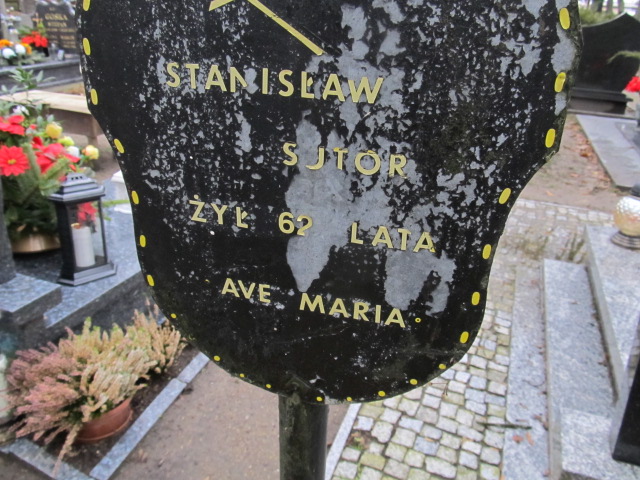 STANISŁAW
SJTOR
ŻYŁ 62 LATA
AVE MARIA